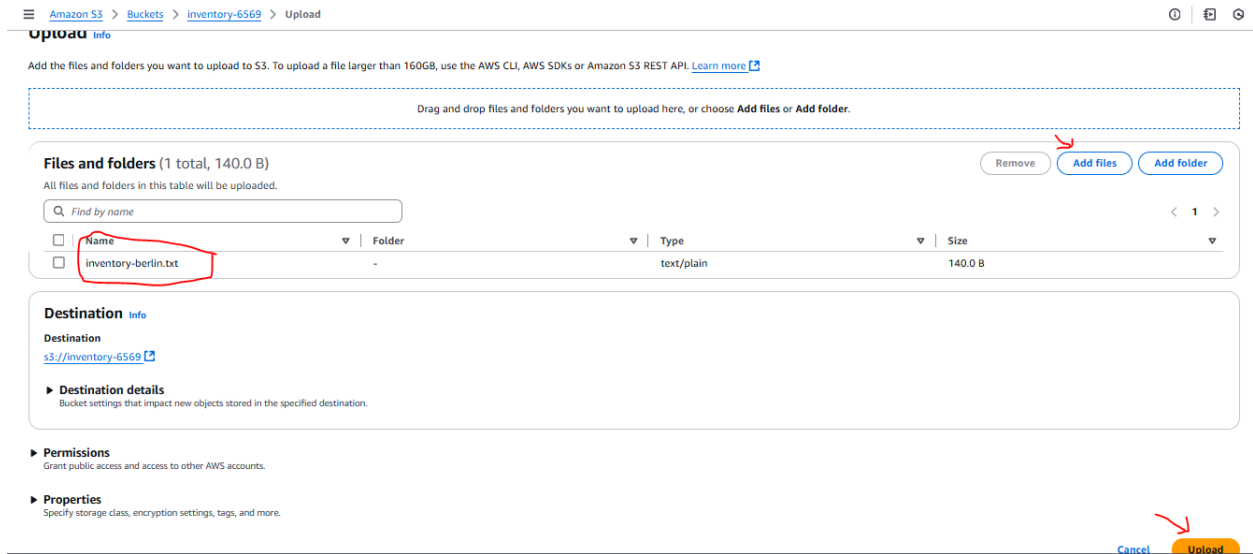 Amazon S3 > Buckets > inventory-6569 > Upload
Upload Info
Add the files and folders you want to upload to S3. To upload a file larger than 160GB, use the AWS CLI, AWS SDKs or Amazon S3 REST API. Learn more
Drag and drop files and folders you want to upload here, or choose Add files or Add folder.
Files and folders (1 total, 140.0 B)
Remove Add files Add folder
All files and folders in this table will be uploaded.
Find by name
< 1 >
Name Folder Type Size
inventory-berlin.txt - text/plain 140.0 B
Destination Info
Destination
s3://inventory-6569
Destination details
Bucket settings that impact new objects stored in the specified destination.
Permissions
Grant public access and access to other AWS accounts.
Properties
Specify storage class, encryption settings, tags, and more.
Cancel Upload